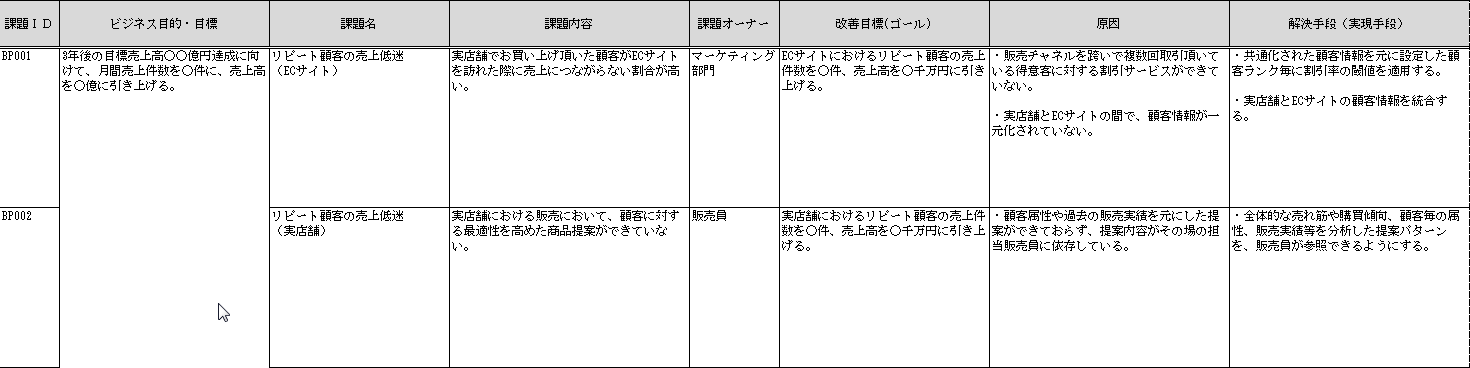 課題ＩＤ
ビジネス目的・目標
課題名
課題内容
課題オーナー
改善目標(ゴール)
原因
解決手段（実現手段）
BP001
3年後の目標売上高〇〇億円達成に向
けて、月間売上件数を〇件に、売上高
を〇億に引き上げる。
リピート顧客の売上低迷
（ECサイト）
実店舗でお買い上げ頂いた顧客がECサイト
を訪れた際に売上につながらない割合が高
い。
マーケティング
部門
ECサイトにおけるリピート顧客の売上
件数を〇件、売上高を〇千万円に引き
上げる。
・販売チャネルを跨いで複数回取引頂いて
いる得意客に対する割引サービスができて
いない。
・実店舗とECサイトの間で、顧客情報が一
元化されていない。
・共通化された顧客情報を元に設定した顧
客ランク毎に割引率の閾値を適用する。
・実店舗とECサイトの顧客情報を統合す
る。
BP002
リピート顧客の売上低迷
（実店舗）
実店舗における販売において、顧客に対す
る最適性を高めた商品提案ができていな
い。
販売員
実店舗におけるリピート顧客の売上件
数を〇件、売上高を〇千万円に引き上
げる。
・顧客属性や過去の販売実績を元にした提
案ができておらず、提案内容がその場の担
当販売員に依存している。
・全体的な売れ筋や購買傾向、顧客毎の属
性、販売実績等を分析した提案パターン
を、販売員が参照できるようにする。